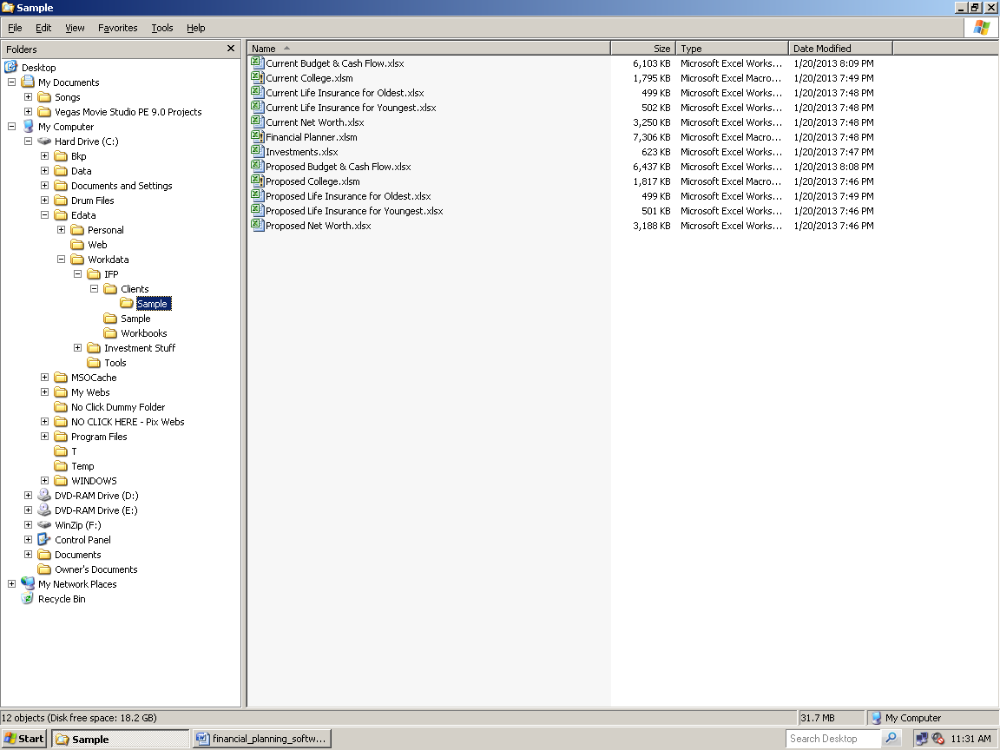 Sample
File Edit View Favorites Tools Help
Folders
Desktop
My Documents
Songs
Vegas Movie Studio PE 9.0 Projects
My Computer
Hard Drive (C:)
Bkp
Data
Documents and Settings
Drum Files
Edata
Personal
Web
Workdata
IFP
Clients
Sample
Sample
Workbooks
Investment Stuff
Tools
MSOCache
My Webs
No Click Dummy Folder
NO CLICK HERE - Pix Webs
Program Files
T
Temp
WINDOWS
DVD-RAM Drive (D:)
DVD-RAM Drive (E:)
WinZip (F:)
Control Panel
Documents
Owner's Documents
My Network Places
Recycle Bin
Name Size Type Date Modified
Current Budget & Cash Flow.xlsx 6,103 KB Microsoft Excel Works... 1/20/2013 8:09 PM
Current College.xlsm 1,795 KB Microsoft Excel Macro... 1/20/2013 7:49 PM
Current Life Insurance for Oldest.xlsx 499 KB Microsoft Excel Works... 1/20/2013 7:48 PM
Current Life Insurance for Youngest.xlsx 502 KB Microsoft Excel Works... 1/20/2013 7:48 PM
Current Net Worth.xlsx 3,250 KB Microsoft Excel Works... 1/20/2013 7:48 PM
Financial Planner.xlsm 7,306 KB Microsoft Excel Macro... 1/20/2013 7:48 PM
Investments.xlsx 623 KB Microsoft Excel Works... 1/20/2013 7:47 PM
Proposed Budget & Cash Flow.xlsx 6,437 KB Microsoft Excel Works... 1/20/2013 8:08 PM
Proposed College.xlsm 1,817 KB Microsoft Excel Macro... 1/20/2013 7:46 PM
Proposed Life Insurance for Oldest.xlsx 499 KB Microsoft Excel Works... 1/20/2013 7:49 PM
Proposed Life Insurance for Youngest.xlsx 501 KB Microsoft Excel Works... 1/20/2013 7:46 PM
Proposed Net Worth.xlsx 3,188 KB Microsoft Excel Works... 1/20/2013 7:46 PM
12 objects (Disk free space: 18.2 GB) 31.7 MB My Computer
Start Sample financial_planning_softw... Search Desktop 11:31 AM